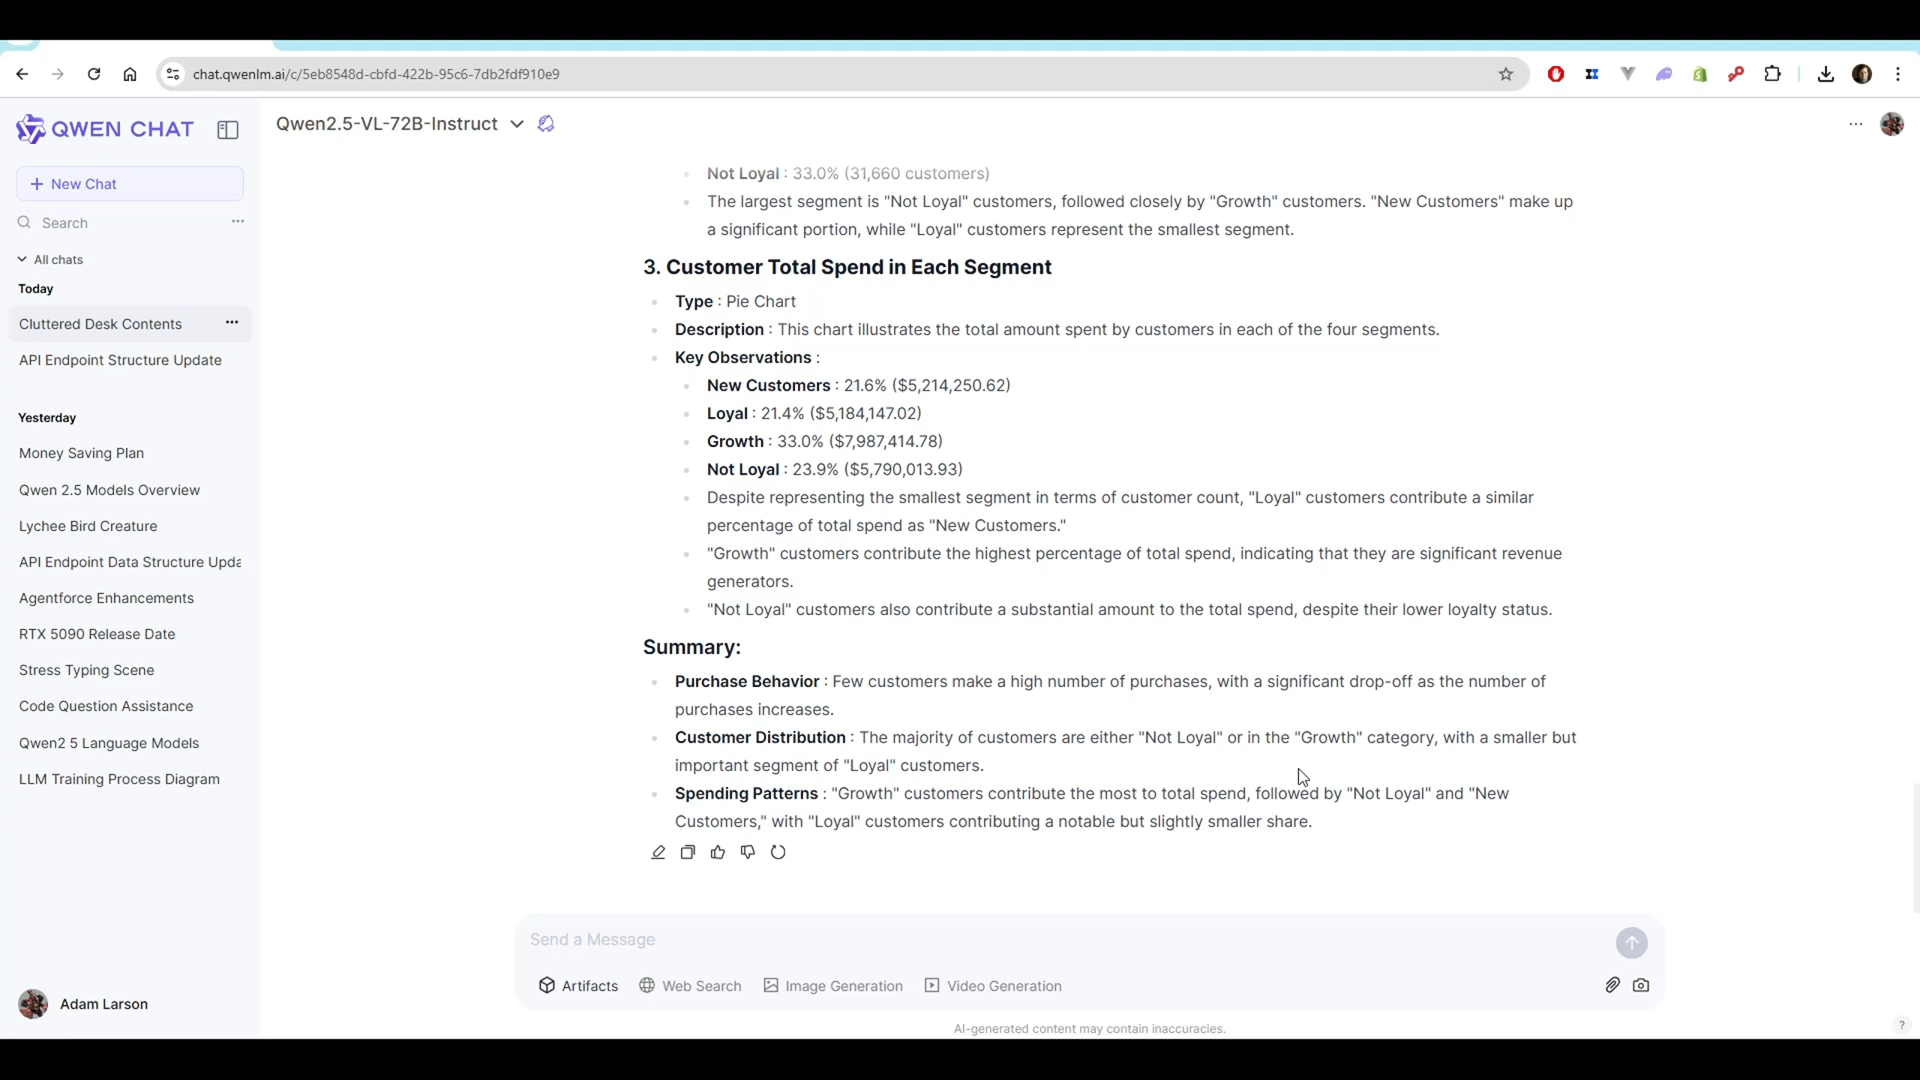 chat.qwenlm.ai/c/5eb8548d-cbfd-422b-95c6-7db2fdf910e9
QWEN CHAT
Qwen2.5-VL-72B-Instruct
+ New Chat
Search
All chats
Today
Cluttered Desk Contents
API Endpoint Structure Update
Yesterday
Money Saving Plan
Qwen 2.5 Models Overview
Lychee Bird Creature
API Endpoint Data Structure Upda
Agentforce Enhancements
RTX 5090 Release Date
Stress Typing Scene
Code Question Assistance
Qwen2 5 Language Models
LLM Training Process Diagram
Adam Larson
Not Loyal : 33.0% (31,660 customers)
The largest segment is "Not Loyal" customers, followed closely by "Growth" customers. "New Customers" make up
a significant portion, while "Loyal" customers represent the smallest segment.
3. Customer Total Spend in Each Segment
Type : Pie Chart
Description : This chart illustrates the total amount spent by customers in each of the four segments.
Key Observations :
New Customers : 21.6% ($5,214,250.62)
Loyal : 21.4% ($5,184,147.02)
Growth : 33.0% ($7,987,414.78)
Not Loyal : 23.9% ($5,790,013.93)
Despite representing the smallest segment in terms of customer count, "Loyal" customers contribute a similar
percentage of total spend as "New Customers."
"Growth" customers contribute the highest percentage of total spend, indicating that they are significant revenue
generators.
"Not Loyal" customers also contribute a substantial amount to the total spend, despite their lower loyalty status.
Summary:
Purchase Behavior : Few customers make a high number of purchases, with a significant drop-off as the number of
purchases increases.
Customer Distribution : The majority of customers are either "Not Loyal" or in the "Growth" category, with a smaller but
important segment of "Loyal" customers.
Spending Patterns : "Growth" customers contribute the most to total spend, followed by "Not Loyal" and "New
Customers," with "Loyal" customers contributing a notable but slightly smaller share.
Send a Message
Artifacts Web Search Image Generation Video Generation
AI-generated content may contain inaccuracies.
?